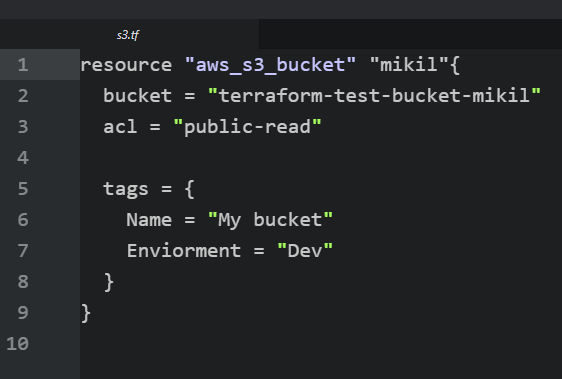 s3.tf
1 resource "aws_s3_bucket" "mikil"{
2 bucket = "terraform-test-bucket-mikil"
3 acl = "public-read"
4
5 tags = {
6 Name = "My bucket"
7 Enviorment = "Dev"
8 }
9 }
10